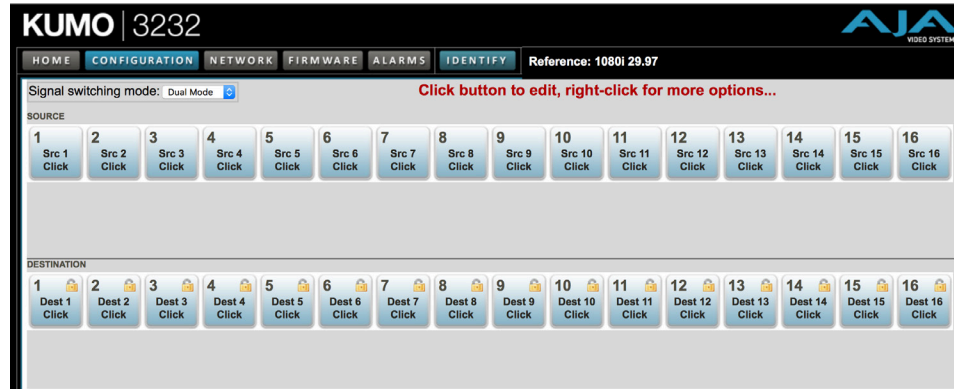 KUMO | 3232
AJA
VIDEO SYSTEM
HOME CONFIGURATION NETWORK FIRMWARE ALARMS IDENTIFY Reference: 1080i 29.97
Signal switching mode: Dual Mode Click button to edit, right-click for more options...
SOURCE
1 2 3 4 5 6 7 8 9 10 11 12 13 14 15 16
Src 1 Src 2 Src 3 Src 4 Src 5 Src 6 Src 7 Src 8 Src 9 Src 10 Src 11 Src 12 Src 13 Src 14 Src 15 Src 16
Click Click Click Click Click Click Click Click Click Click Click Click Click Click Click Click
DESTINATION
1 2 3 4 5 6 7 8 9 10 11 12 13 14 15 16
Dest 1 Dest 2 Dest 3 Dest 4 Dest 5 Dest 6 Dest 7 Dest 8 Dest 9 Dest 10 Dest 11 Dest 12 Dest 13 Dest 14 Dest 15 Dest 16
Click Click Click Click Click Click Click Click Click Click Click Click Click Click Click Click